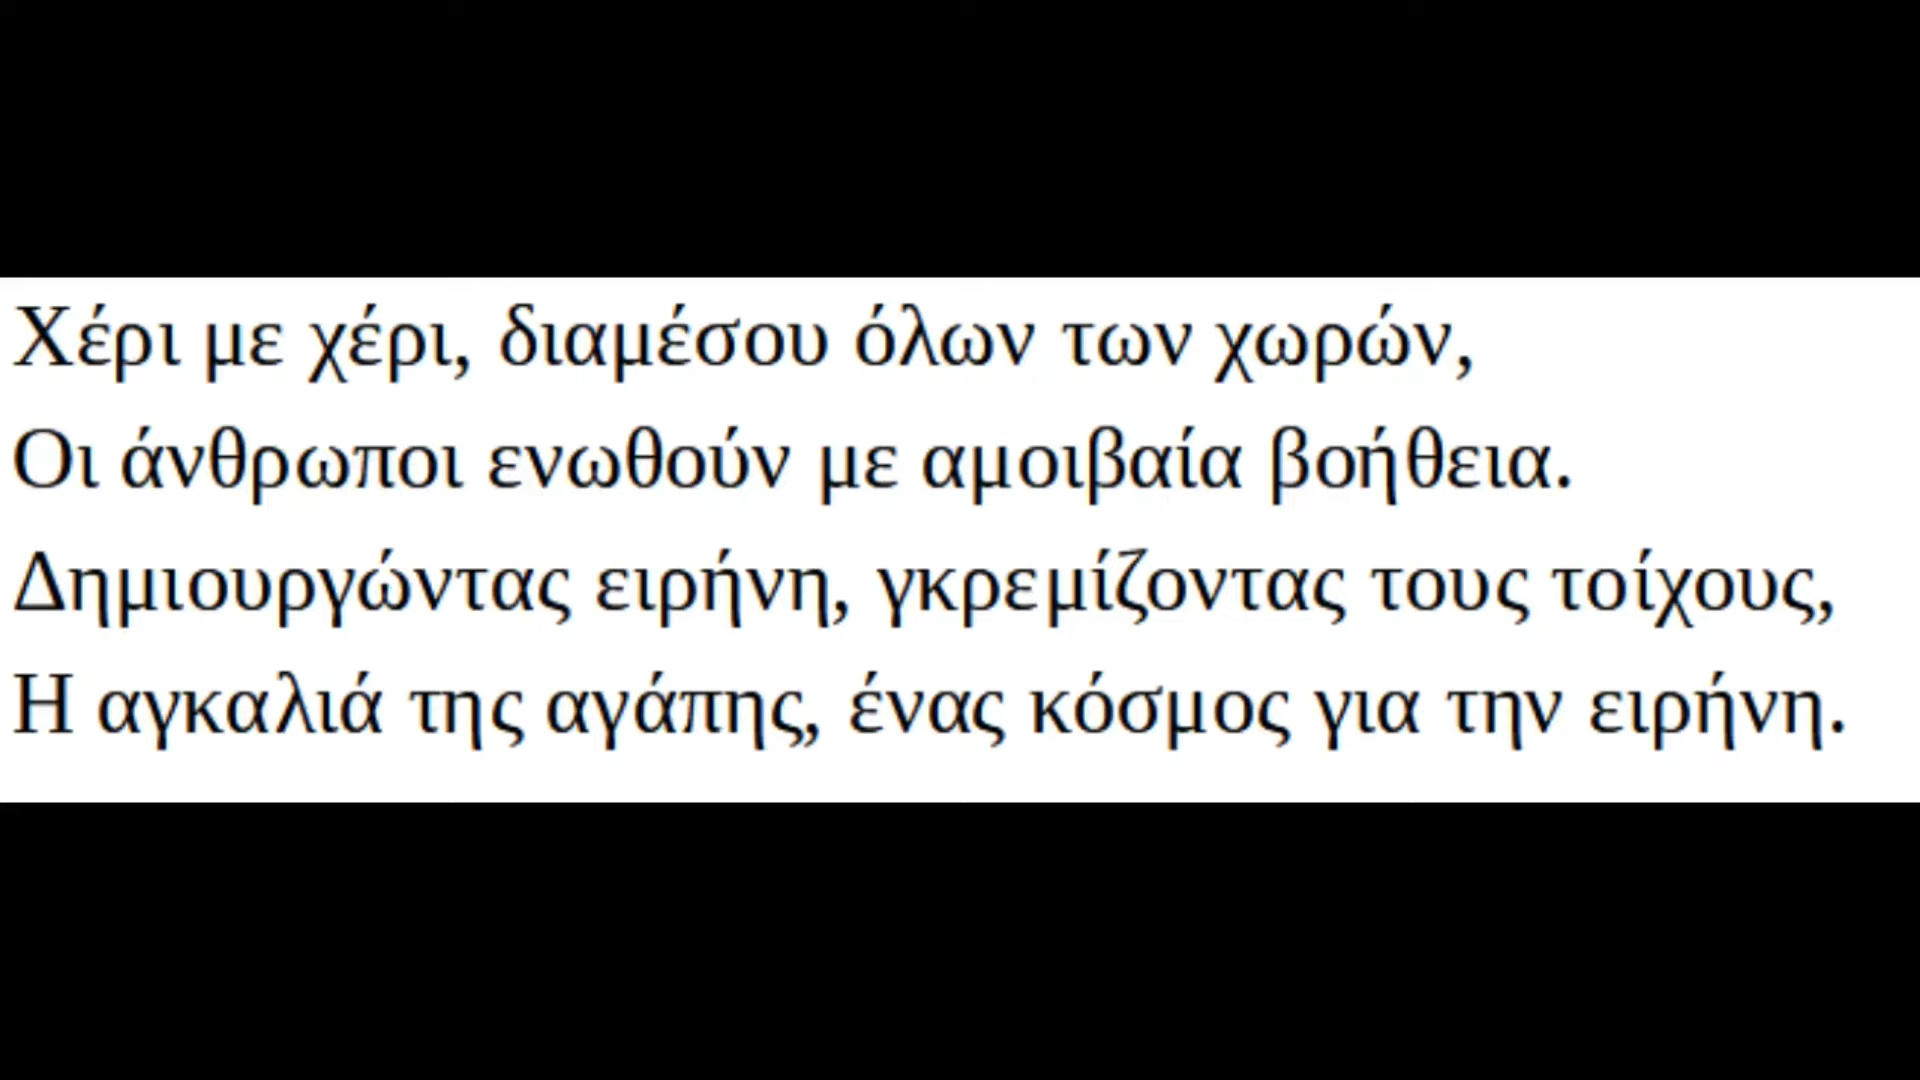 Χέρι με χέρι, διαμέσου όλων των χωρών,
Οι άνθρωποι ενωθούν με αμοιβαία βοήθεια.
Δημιουργώντας ειρήνη, γκρεμίζοντας τους τοίχους,
Η αγκαλιά της αγάπης, ένας κόσμος για την ειρήνη.